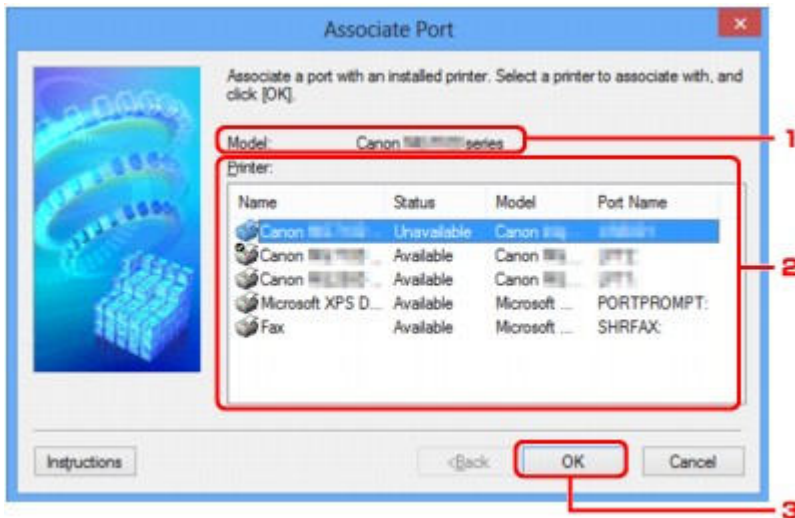 Associate Port
Associate a port with an installed printer. Select a printer to associate with, and
click [OK].
Model: Canon series 1
Printer:
Name Status Model Port Name
Canon Unavailable Canon
Canon Available Canon 2
Canon Available Canon
Microsoft XPS D... Available Microsoft ... PORTPROMPT:
Fax Available Microsoft ... SHRFAX:
Instructions <Back OK Cancel
3